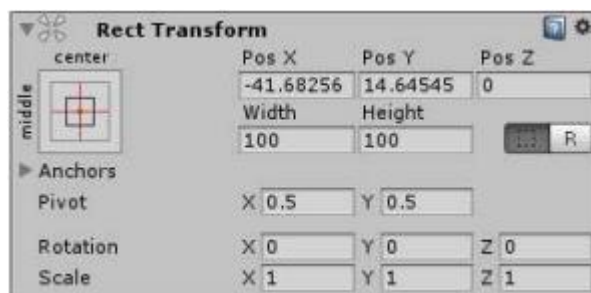 Rect Transform
center
Pos X Pos Y Pos Z
middle
-41.68256 14.64545 0
Width Height
100 100
R
Anchors
Pivot X 0.5 Y 0.5
Rotation X 0 Y 0 Z 0
Scale X 1 Y 1 Z 1